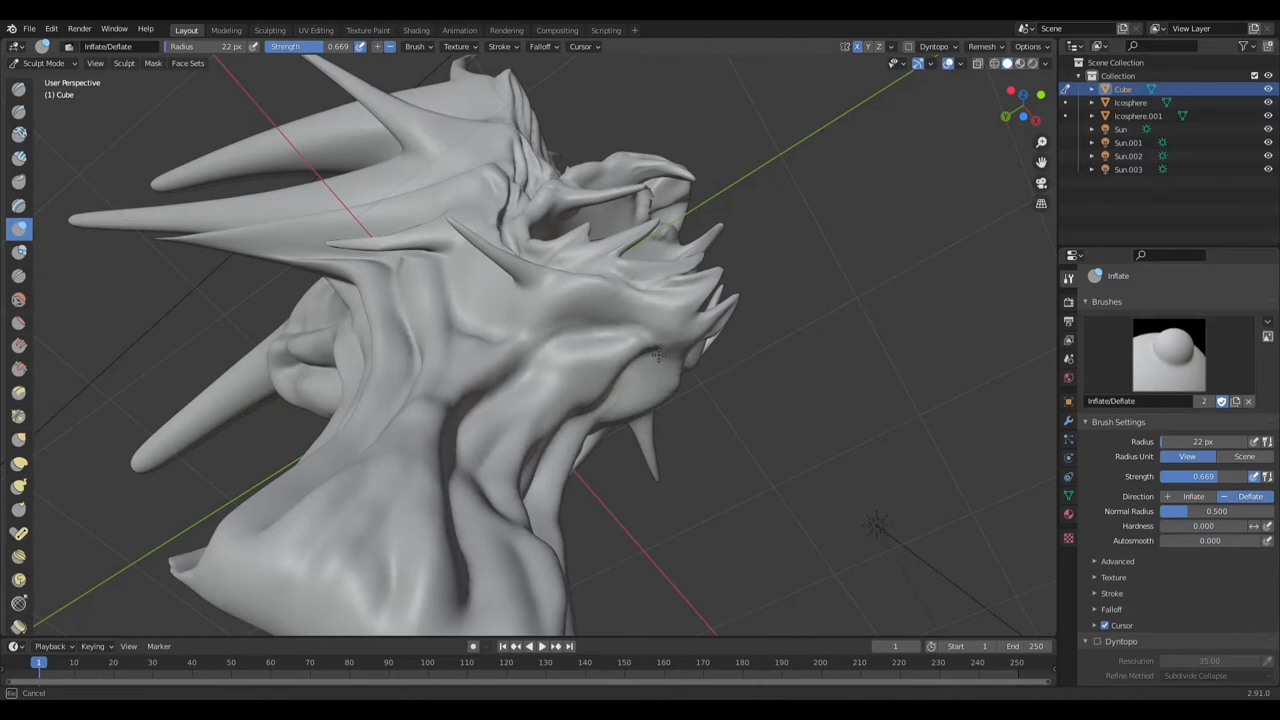 File Edit Render Window Help Layout Modeling Sculpting UV Editing Texture Paint Shading Animation Rendering Compositing Scripting + Scene View Layer
Inflate/Deflate Radius 22 px Strength 0.669 + − Brush Texture Stroke Falloff Cursor X Y Z Dyntopo Remesh Options
Sculpt Mode View Sculpt Mask Face Sets
User Perspective
(1) Cube
Scene Collection
Collection
Cube
Icosphere
Icosphere.001
Sun
Sun.001
Sun.002
Sun.003
Z
Y
X
Inflate
Brushes
Inflate/Deflate 2
Brush Settings
Radius 22 px
Radius Unit View Scene
Strength 0.669
Direction + Inflate − Deflate
Normal Radius 0.500
Hardness 0.000
Autosmooth 0.000
Advanced
Texture
Stroke
Falloff
Cursor
Dyntopo
Resolution 35.00
Refine Method Subdivide Collapse
Playback Keying View Marker 1 Start 1 End 250
1 10 20 30 40 50 60 70 80 90 100 110 120 130 140 150 160 170 180 190 200 210 220 230 240 250
Cancel 2.91.0